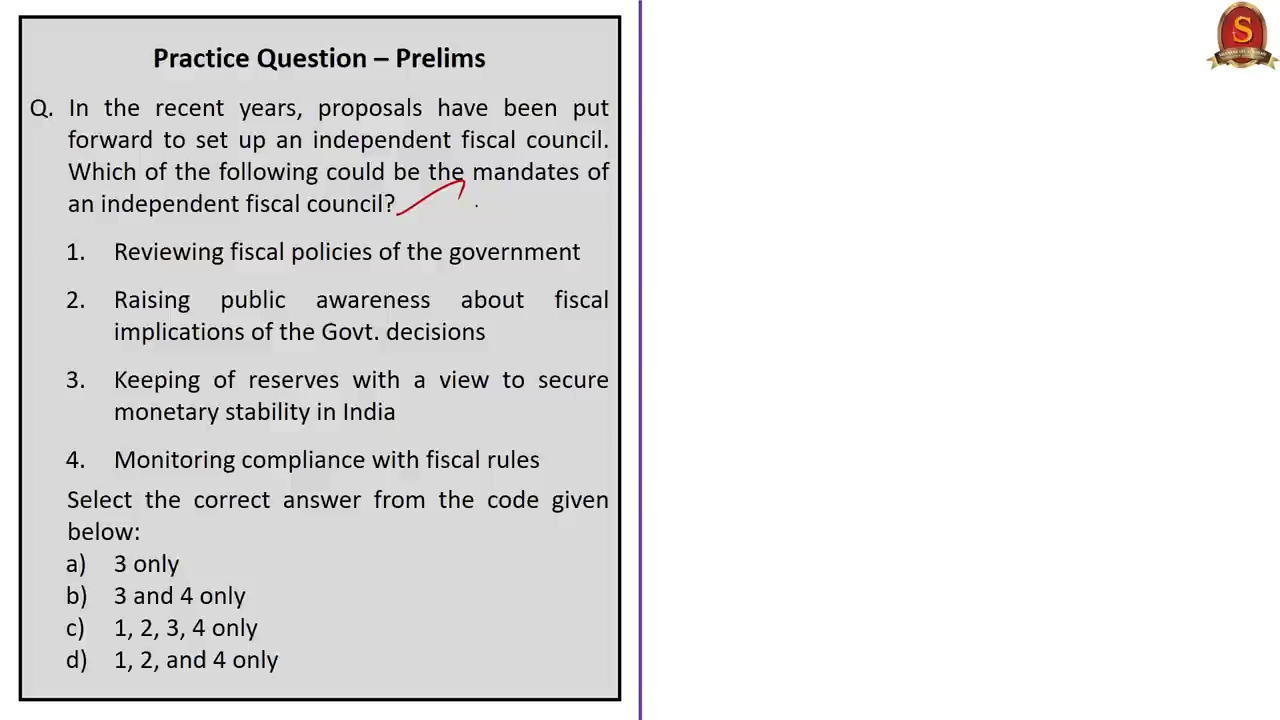 Practice Question – Prelims
Q. In the recent years, proposals have been put
forward to set up an independent fiscal council.
Which of the following could be the mandates of
an independent fiscal council?
1. Reviewing fiscal policies of the government
2. Raising public awareness about fiscal
implications of the Govt. decisions
3. Keeping of reserves with a view to secure
monetary stability in India
4. Monitoring compliance with fiscal rules
Select the correct answer from the code given
below:
a) 3 only
b) 3 and 4 only
c) 1, 2, 3, 4 only
d) 1, 2, and 4 only
S